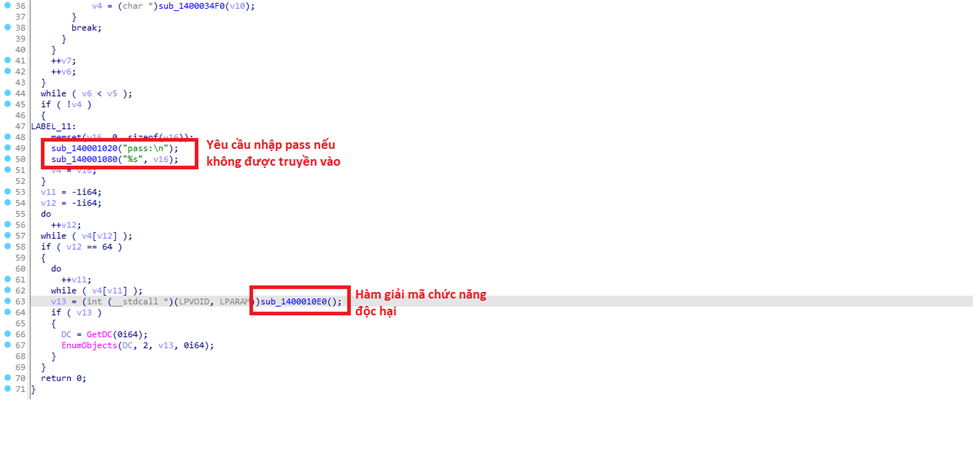 36 v4 = (char *)sub_1400034F0(v10);
37 }
38 break;
39 }
40 }
41 ++v7;
42 ++v6;
43 }
44 while ( v6 < v5 );
45 if ( !v4 )
46 {
47 LABEL_11:
48 memset(v16, 0, sizeof(v16));
49 sub_140001020("pass:\n");
50 sub_140001080("%s", v16);
Yêu cầu nhập pass nếu
không được truyền vào
51 v4 = v16;
52 }
53 v11 = -1i64;
54 v12 = -1i64;
55 do
56 ++v12;
57 while ( v4[v12] );
58 if ( v12 == 64 )
59 {
60 do
61 ++v11;
62 while ( v4[v11] );
63 v13 = (int (__stdcall *)(LPVOID, LPARAM))sub_1400010E0();
Hàm giải mã chức năng
độc hại
64 if ( v13 )
65 {
66 DC = GetDC(0i64);
67 EnumObjects(DC, 2, v13, 0i64);
68 }
69 }
70 return 0;
71 }